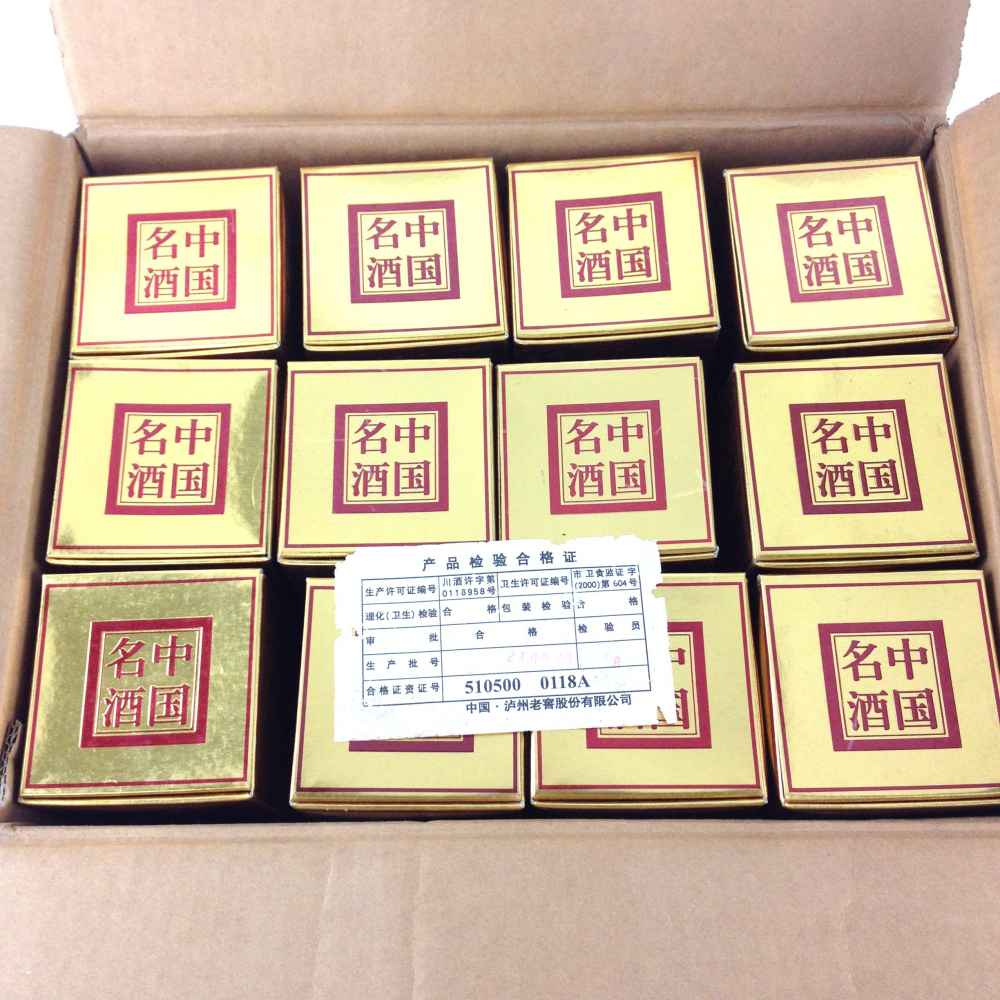 中国名酒
中国名酒
中国名酒
中国名酒
中国名酒
中国名酒
中国名酒
中国名酒
中国名酒
产品检验合格证
生产许可证编号 川酒许字第0118958号 卫生许可证编号 市卫食监证字(2000)第604号
理化(卫生)检验 合格 包装检验 合格
审批 合格 检验员
生产批号
合格证资证号 510500 0118A
中国·泸州老窖股份有限公司
中国名酒